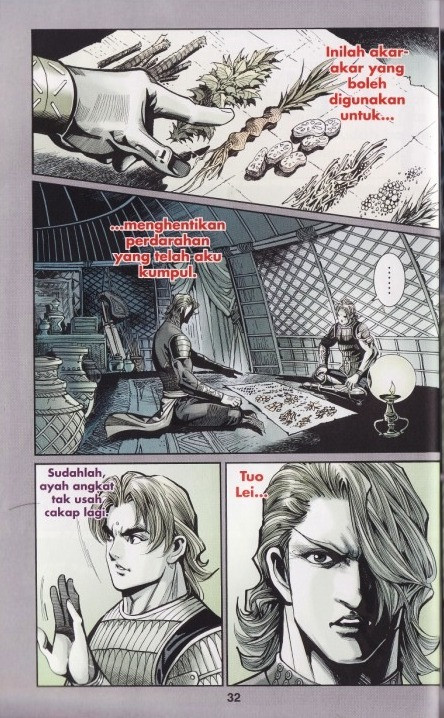 Inilah akar-
akar yang
boleh
digunakan
untuk...
...menghentikan
perdarahan
yang telah aku
kumpul.
......
Sudahlah,
ayah angkat
tak usah
cakap lagi.
Tuo
Lei...
32